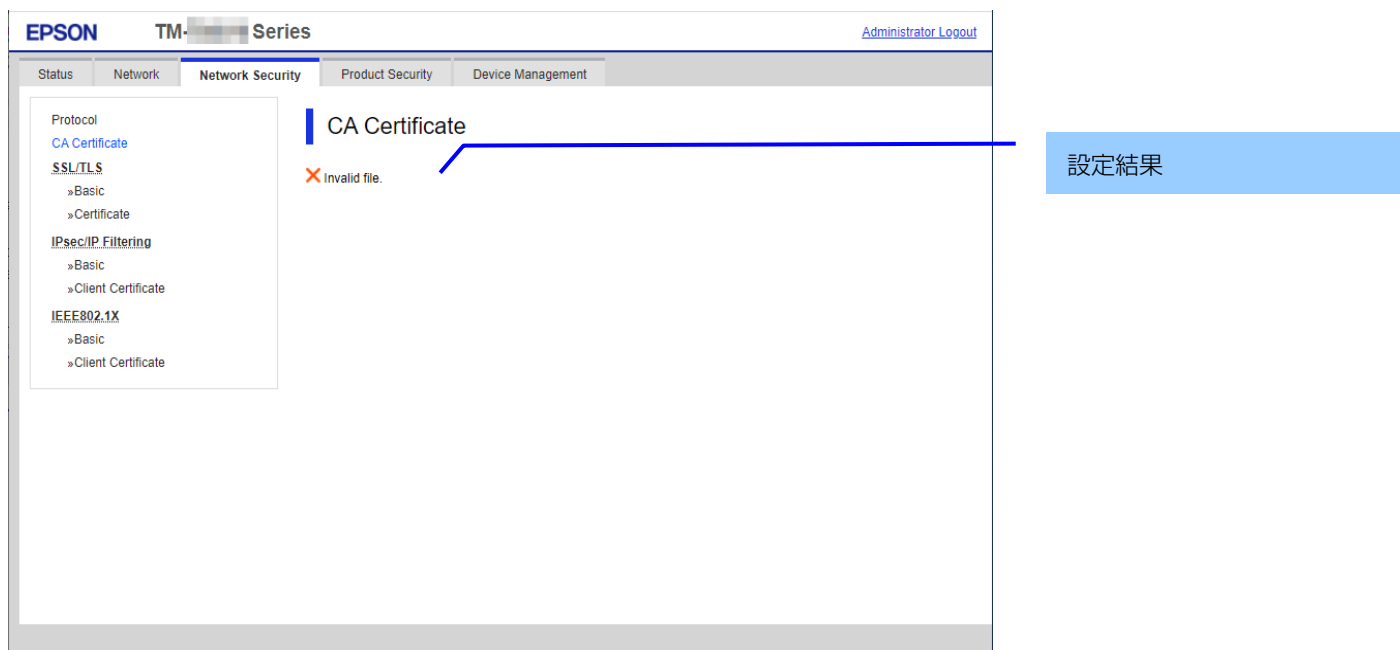 EPSON TM- Series Administrator Logout
Status Network Network Security Product Security Device Management
Protocol
CA Certificate
SSL/TLS
»Basic
»Certificate
IPsec/IP Filtering
»Basic
»Client Certificate
IEEE802.1X
»Basic
»Client Certificate
CA Certificate
Invalid file.
設定結果